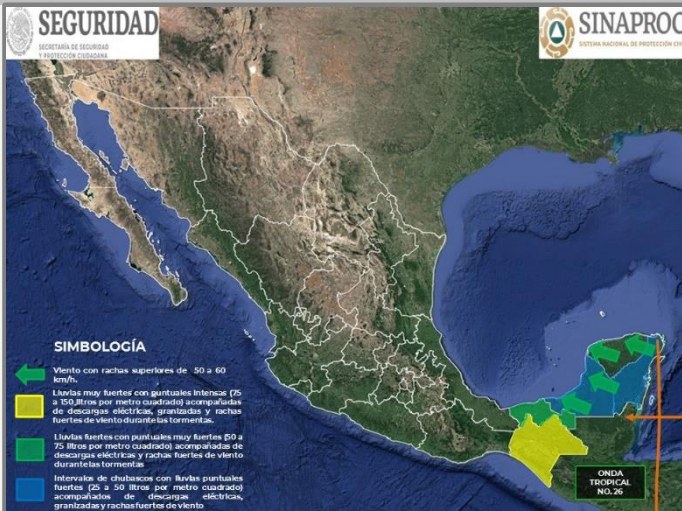 SEGURIDAD
SECRETARÍA DE SEGURIDAD
Y PROTECCIÓN CIUDADANA
SINAPROC
SISTEMA NACIONAL DE PROTECCIÓN CIV
SIMBOLOGÍA
Viento con rachas superiores de 50 a 60
km/h.
Lluvias muy fuertes con puntuales intensas (75
a 150 litros por metro cuadrado) acompañadas
de descargas eléctricas, granizadas y rachas
fuertes de viento durante las tormentas.
Lluvias fuertes con puntuales muy fuertes (50 a
75 litros por metro cuadrado) acompañadas de
descargas eléctricas y rachas fuertes de viento
durante las tormentas
Intervalos de chubascos con lluvias puntuales
fuertes (25 a 50 litros por metro cuadrado)
acompañados de descargas eléctricas,
granizadas y rachas fuertes de viento
ONDA
TROPICAL
NO. 26